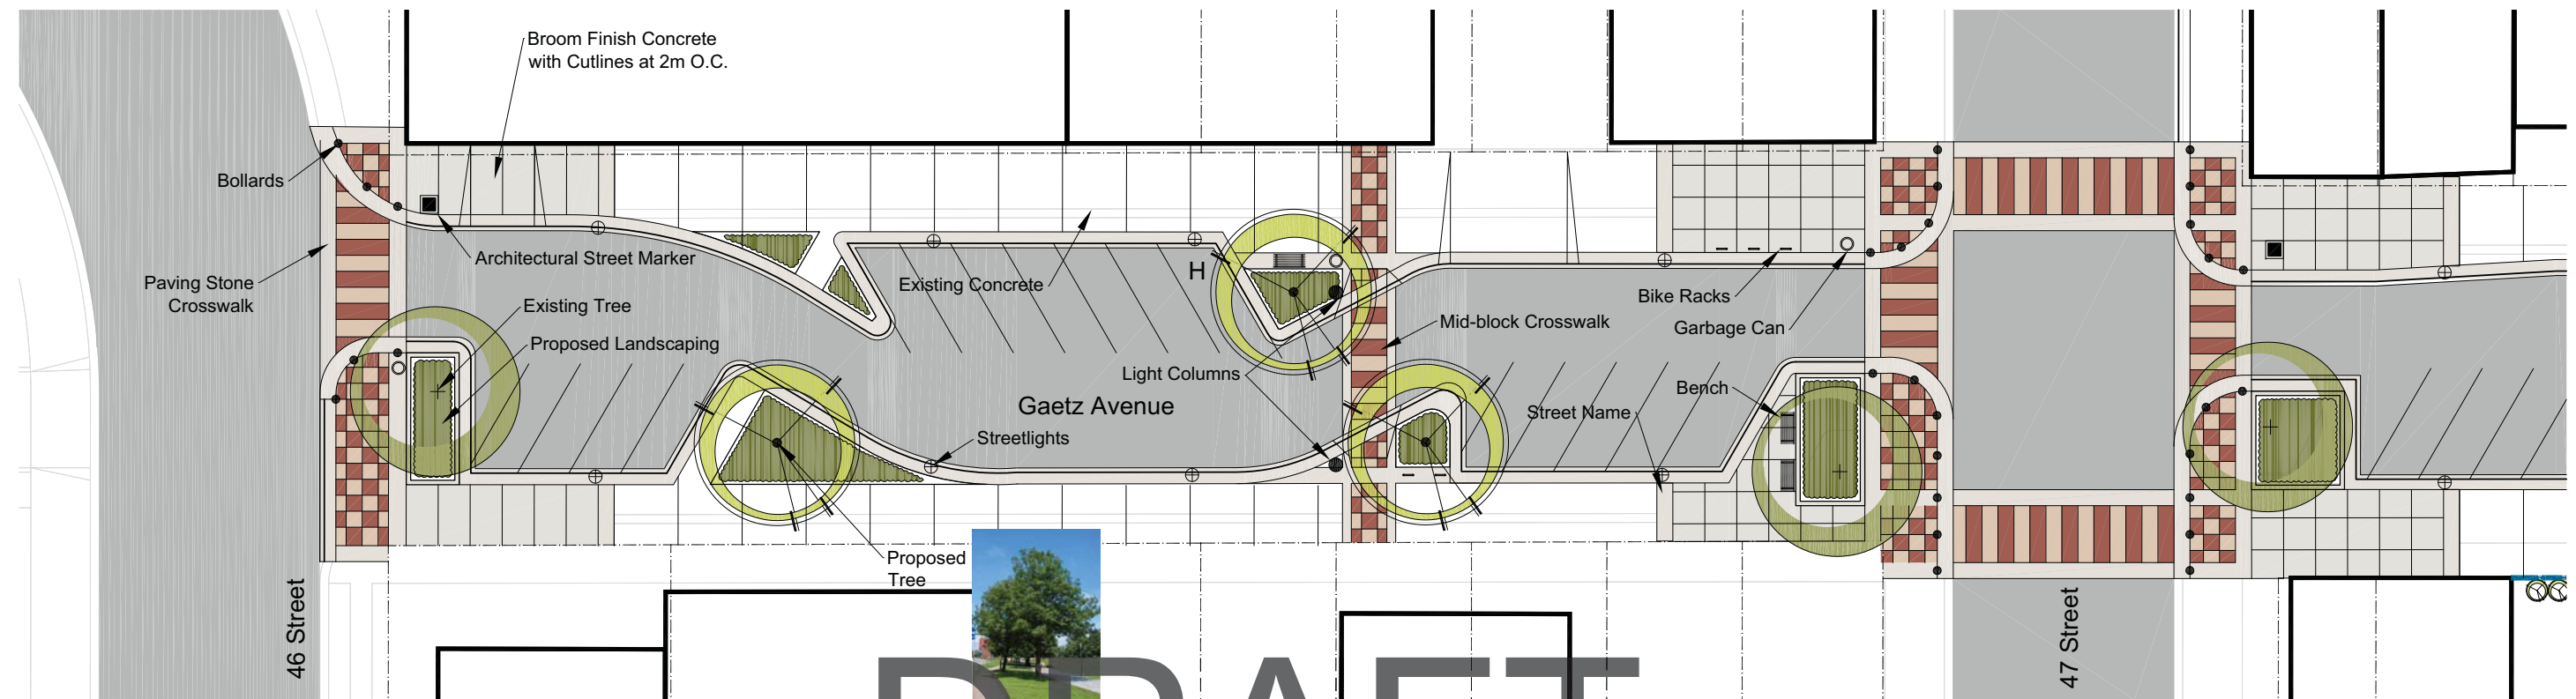 Broom Finish Concrete
with Cutlines at 2m O.C.
Bollards
Architectural Street Marker
Paving Stone
Crosswalk
Existing Tree
Proposed Landscaping
Existing Concrete
H
Bike Racks
Garbage Can
Mid-block Crosswalk
Light Columns
Bench
Gaetz Avenue
Street Name
Streetlights
Proposed
Tree
46 Street
47 Street
DRAFT